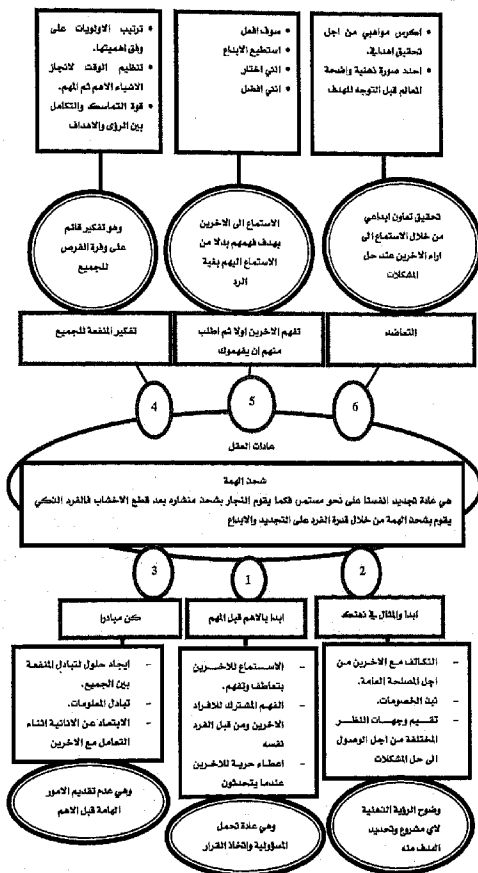 اكرس مواهبي من اجل
تحقيق اهدافي.
احدد صورة ذهنية واضحة
المعالم قبل التوجه للهدف
سوف افعل
استطيع الابداع
انني اختار
انني افضل
ترتيب الاولويات على
وفق اهميتها.
تنظيم الوقت لانجاز
الاشياء الاهم ثم المهم.
قوة التماسك والتكامل
بين الرؤى والاهداف
تحقيق تعاون ابداعي
من خلال الاستماع الى
اراء الاخرين عند حل
المشكلات
الاستماع الى الاخرين
بهدف فهمهم بدلا من
الاستماع اليهم بغية
الرد
وهو تفكير قائم
على وفرة الفرص
للجميع
التعاضد
تفهم الاخرين اولا ثم اطلب
منهم ان يفهموك
تفكير المنفعة للجميع
6
5
4
عادات العقل
شحن الهمة
هي عادة تجديد انفسنا على نحو مستمر، فكما يقوم النجار بشحن منشاره بعد قطع الاخشاب فالفرد الذكي
يقوم بشحن الهمة من خلال قدرة الفرد على التجديد والابداع
2
1
3
ابدا والمثال في ذهنك
ابدا بالاهم قبل المهم
كن مبادرا
- التكاتف مع الاخرين من
اجل المصلحة العامة.
- نبذ الخصومات.
- تقييم وجهات النظر
المختلفة من اجل الوصول
الى حل المشكلات
- الاستماع للاخرين
بتعاطف وتفهم.
- الفهم المشترك للافراد
الاخرين ومن قبل الفرد
نفسه
- اعطاء حرية للاخرين
عندما يتحدثون
- ايجاد حلول لتبادل المنفعة
بين الجميع.
- تبادل المعلومات.
- الابتعاد عن الانانية اثناء
التعامل مع الاخرين
وضوح الرؤية الذهنية
لاي مشروع وتحديد
الهدف منه
وهي عادة تحمل
المسؤولية واتخاذ القرار
وهي عدم تقديم الامور
الهامة قبل الاهم